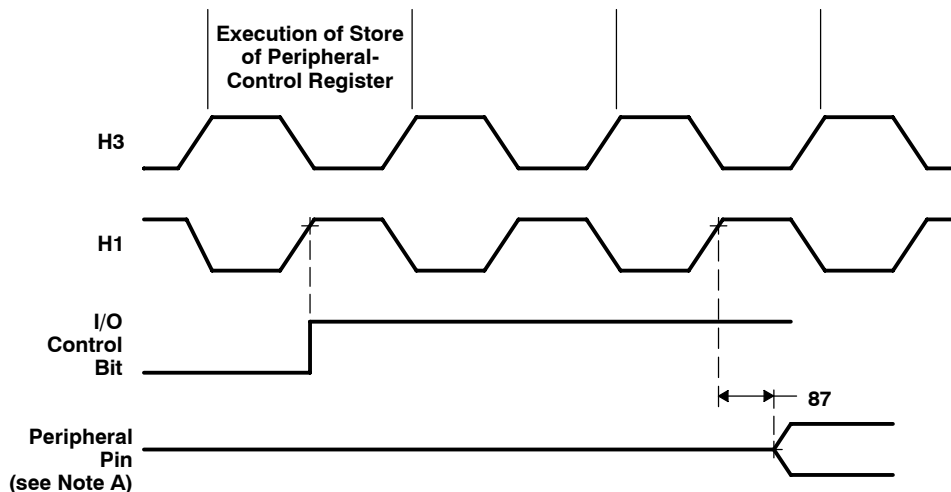 Execution of Store
of Peripheral-
Control Register
H3
H1
I/O
Control
Bit
87
Peripheral
Pin
(see Note A)